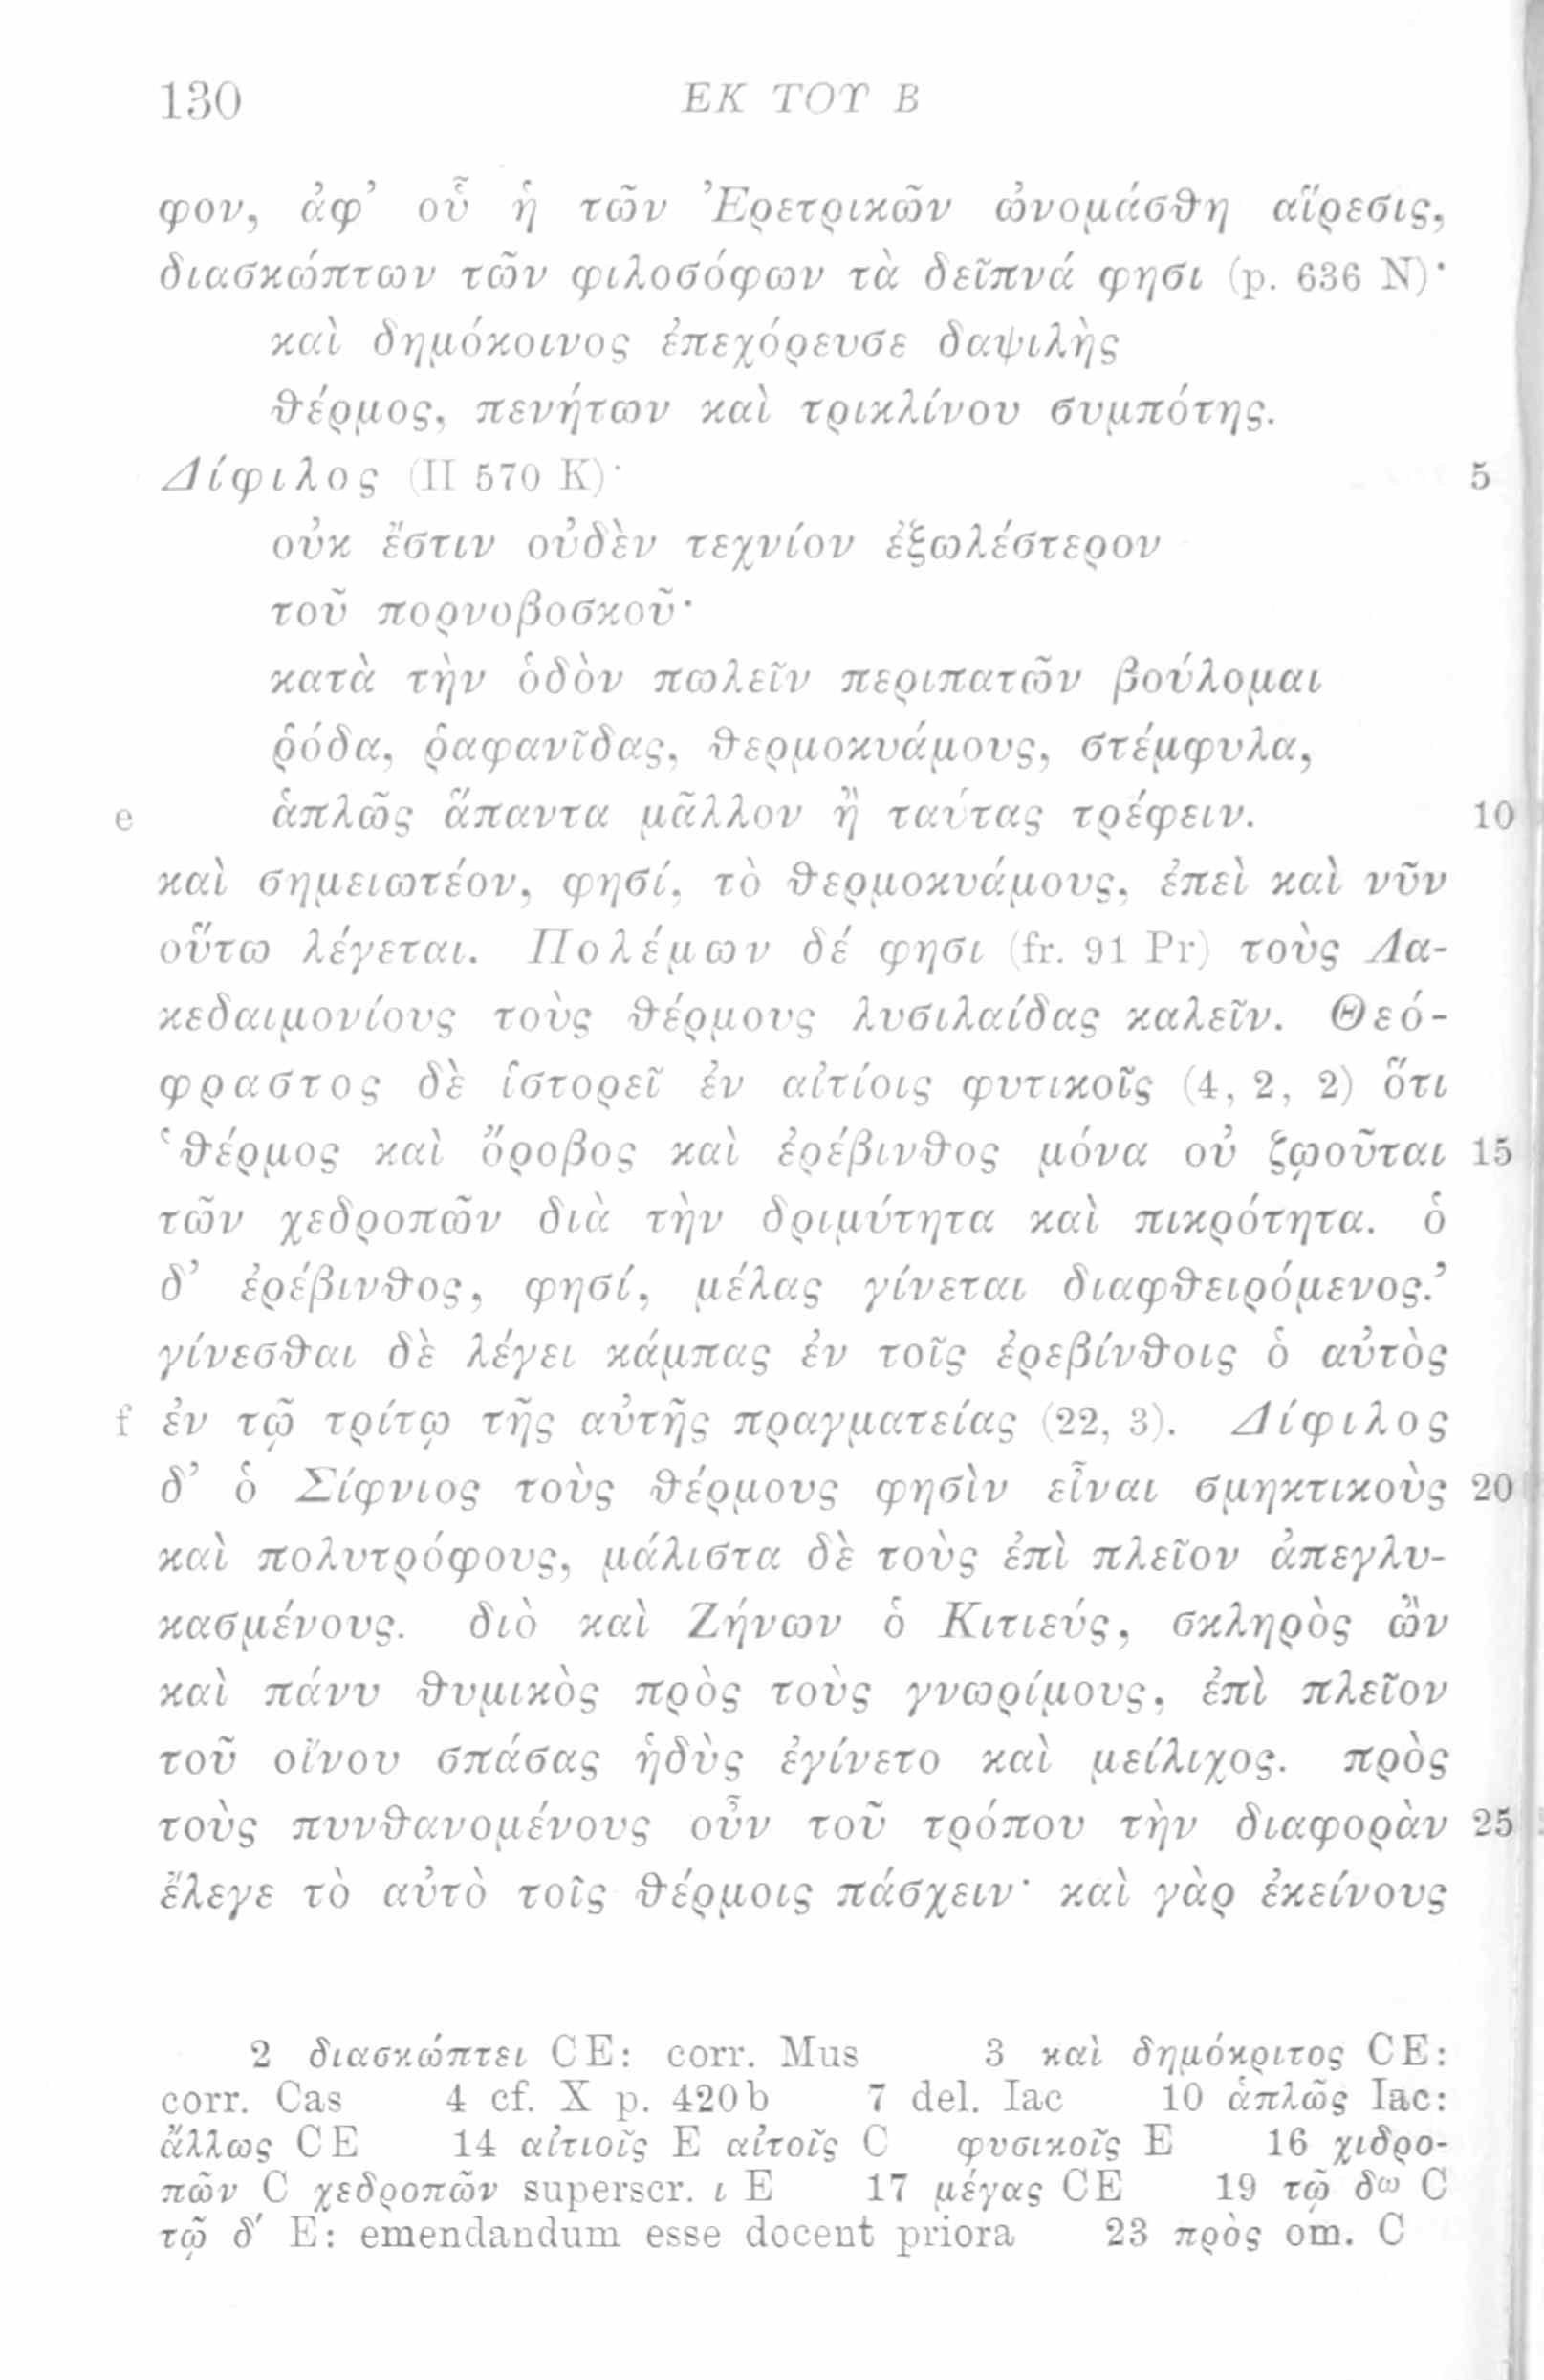 130 ΕΚ ΤΟΥ Β
φον, ἀφ’ οὗ ἡ τῶν Ἐρετρικῶν ὠνομάσθη αἵρεσις,
διασκώπτων τῶν φιλοσόφων τὰ δεῖπνά φησι (p. 636 N)·
καὶ δημόκοινος ἐπεχόρευσε δαψιλὴς
θέρμος, πενήτων καὶ τρικλίνου συμπότης.
Δίφιλος (II 570 K)· 5
οὐκ ἔστιν οὐδὲν τεχνίον ἐξωλέστερον
τοῦ πορνοβοσκοῦ·
κατὰ τὴν ὁδὸν πωλεῖν περιπατῶν βούλομαι
ῥόδα, ῥαφανῖδας, θερμοκυάμους, στέμφυλα,
e ἁπλῶς ἅπαντα μᾶλλον ἢ ταύτας τρέφειν. 10
καὶ σημειωτέον, φησί, τὸ θερμοκυάμους, ἐπεὶ καὶ νῦν
οὕτω λέγεται. Πολέμων δέ φησι (fr. 91 Pr) τοὺς Λα-
κεδαιμονίους τοὺς θέρμους λυσιλαίδας καλεῖν. Θεό-
φραστος δὲ ἱστορεῖ ἐν αἰτίοις φυτικοῖς (4, 2, 2) ὅτι
‘θέρμος καὶ ὄροβος καὶ ἐρέβινθος μόνα οὐ ζῳοῦται 15
τῶν χεδροπῶν διὰ τὴν δριμύτητα καὶ πικρότητα. ὁ
δ’ ἐρέβινθος, φησί, μέλας γίνεται διαφθειρόμενος.’
γίνεσθαι δὲ λέγει κάμπας ἐν τοῖς ἐρεβίνθοις ὁ αὐτὸς
f ἐν τῷ τρίτῳ τῆς αὐτῆς πραγματείας (22, 3). Δίφιλος
δ’ ὁ Σίφνιος τοὺς θέρμους φησὶν εἶναι σμηκτικοὺς 20
καὶ πολυτρόφους, μάλιστα δὲ τοὺς ἐπὶ πλεῖον ἀπεγλυ-
κασμένους. διὸ καὶ Ζήνων ὁ Κιτιεύς, σκληρὸς ὢν
καὶ πάνυ θυμικὸς πρὸς τοὺς γνωρίμους, ἐπὶ πλεῖον
τοῦ οἴνου σπάσας ἡδὺς ἐγίνετο καὶ μείλιχος. πρὸς
τοὺς πυνθανομένους οὖν τοῦ τρόπου τὴν διαφορὰν 25
ἔλεγε τὸ αὐτὸ τοῖς θέρμοις πάσχειν· καὶ γὰρ ἐκείνους
2 διασκώπτει CE: corr. Mus 3 καὶ δημόκριτος CE:
corr. Cas 4 cf. X p. 420b 7 del. Iac 10 ἁπλῶς Iac:
ἄλλως CE 14 αἰτιοῖς E αἰτοῖς C φυσικοῖς E 16 χιδρο-
πῶν C χεδροπῶν superscr. ι E 17 μέγας CE 19 τῷ δω C
τῷ δ′ E: emendandum esse docent priora 23 πρὸς om. C